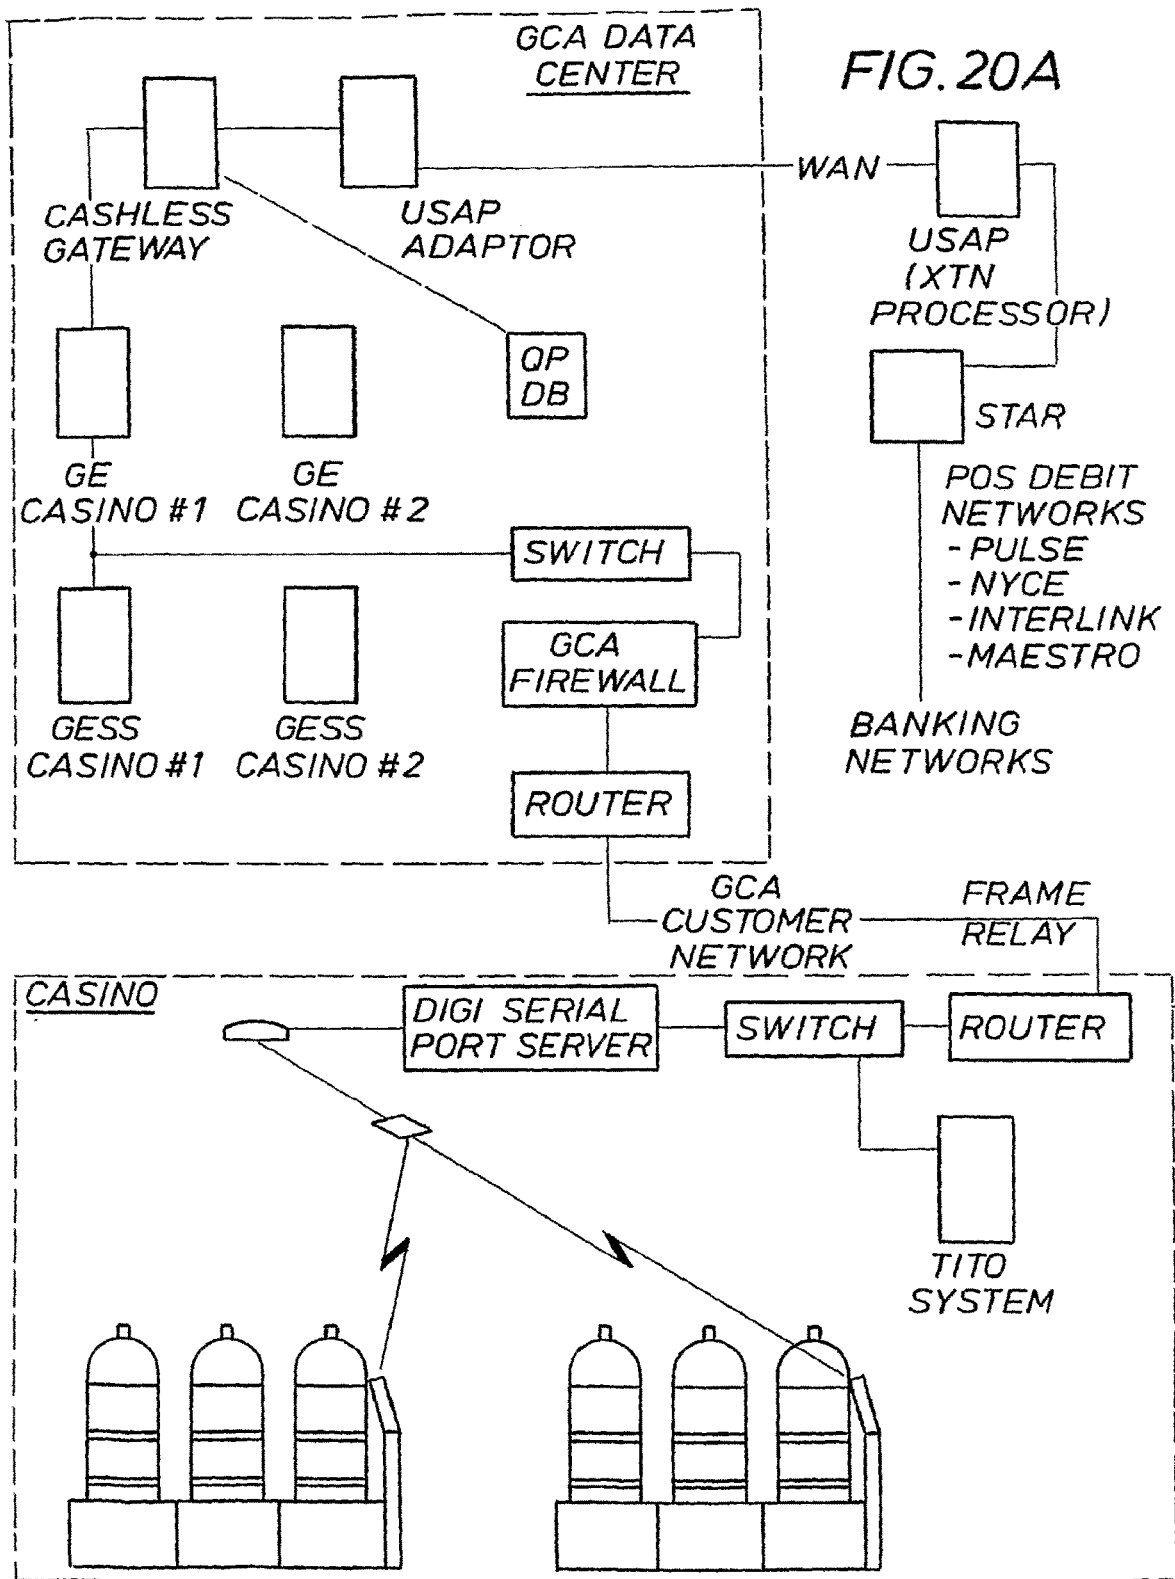 GCA DATA
CENTER
FIG. 20A
CASHLESS
GATEWAY
USAP
ADAPTOR
WAN
USAP
(XTN
PROCESSOR)
QP
DB
STAR
GE
CASINO #1
GE
CASINO #2
POS DEBIT
NETWORKS
-PULSE
-NYCE
-INTERLINK
-MAESTRO
SWITCH
GCA
FIREWALL
GESS
CASINO #1
GESS
CASINO #2
BANKING
NETWORKS
ROUTER
GCA
CUSTOMER
NETWORK
FRAME
RELAY
CASINO
DIGI SERIAL
PORT SERVER
SWITCH
ROUTER
TITO
SYSTEM